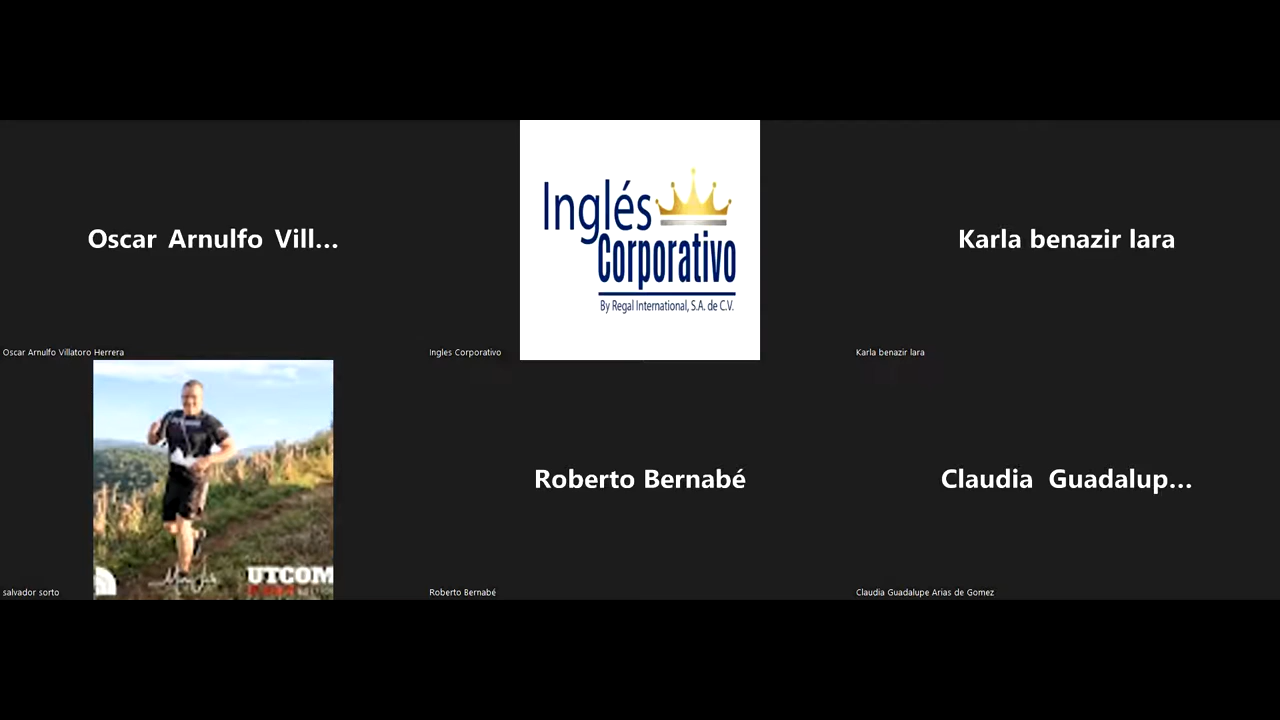 Oscar Arnulfo Vill...
Oscar Arnulfo Villatoro Herrera
Inglés
Corporativo
By Regal International, S.A. de C.V.
Ingles Corporativo
Karla benazir lara
Karla benazir lara
UTCOM
salvador sorto
Roberto Bernabé
Roberto Bernabé
Claudia Guadalup...
Claudia Guadalupe Arias de Gomez